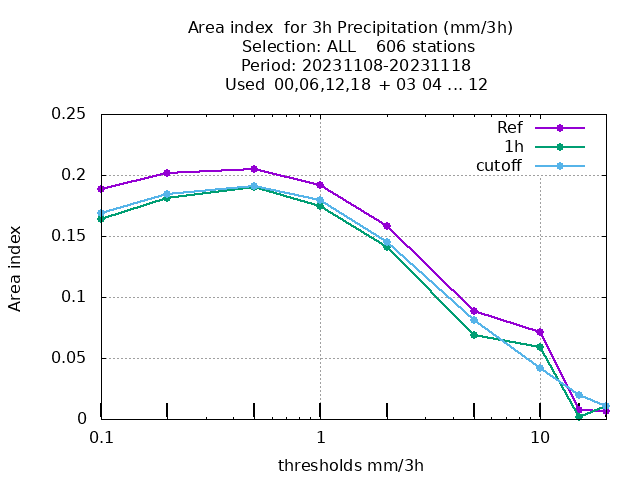 Area index  for 3h Precipitation (mm/3h)
Selection: ALL    606 stations
Period: 20231108-20231118
Used  00,06,12,18  + 03 04 ... 12
Ref
1h
cutoff
0.25
0.2
0.15
0.1
0.05
0
Area index
0.1
1
10
thresholds mm/3h